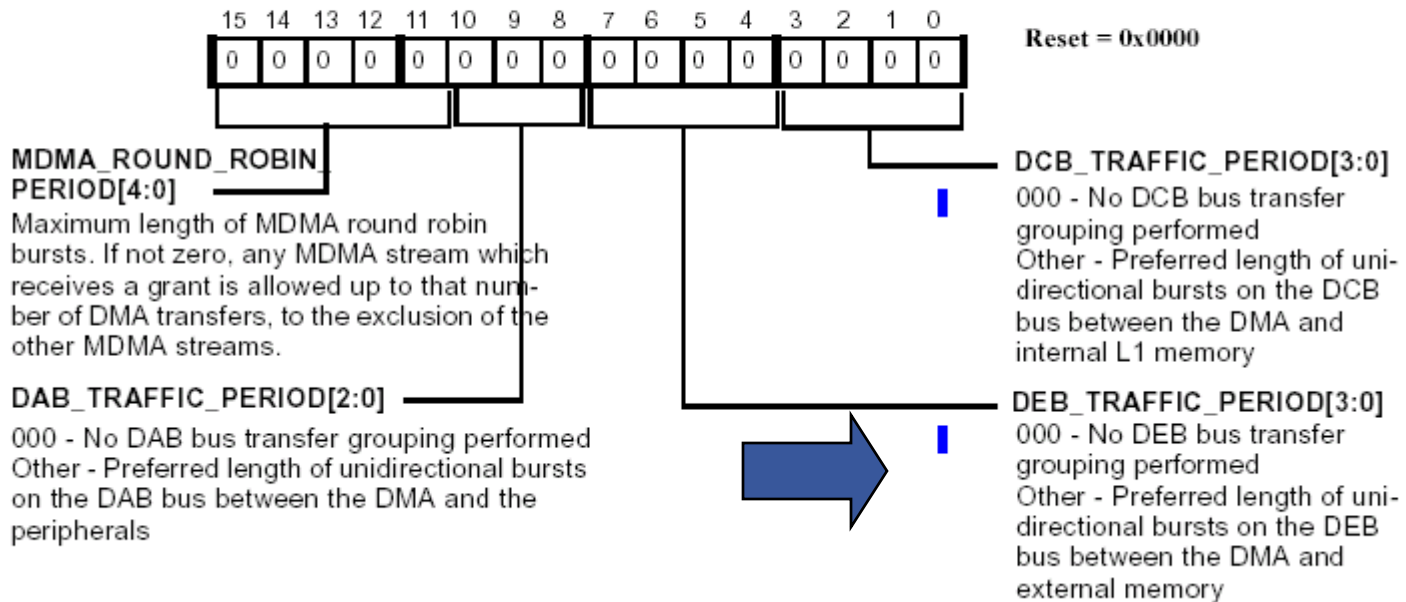 15 14 13 12 11 10 9 8 7 6 5 4 3 2 1 0
0 0 0 0 0 0 0 0 0 0 0 0 0 0 0 0
Reset = 0x0000
MDMA_ROUND_ROBIN_
PERIOD[4:0]
Maximum length of MDMA round robin
bursts. If not zero, any MDMA stream which
receives a grant is allowed up to that num-
ber of DMA transfers, to the exclusion of the
other MDMA streams.
DAB_TRAFFIC_PERIOD[2:0]
000 - No DAB bus transfer grouping performed
Other - Preferred length of unidirectional bursts
on the DAB bus between the DMA and the
peripherals
DCB_TRAFFIC_PERIOD[3:0]
000 - No DCB bus transfer
grouping performed
Other - Preferred length of uni-
directional bursts on the DCB
bus between the DMA and
internal L1 memory
DEB_TRAFFIC_PERIOD[3:0]
000 - No DEB bus transfer
grouping performed
Other - Preferred length of uni-
directional bursts on the DEB
bus between the DMA and
external memory